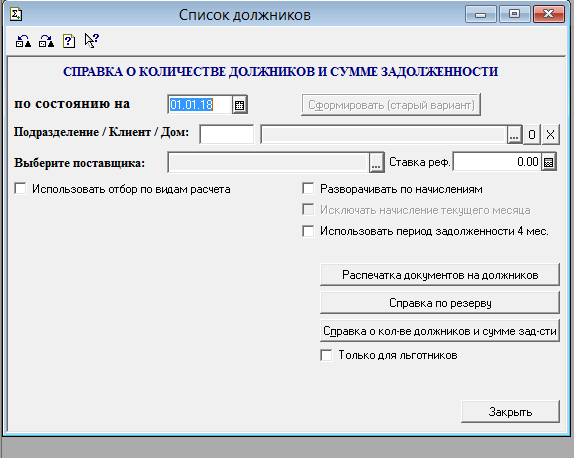 Список должников
СПРАВКА О КОЛИЧЕСТВЕ ДОЛЖНИКОВ И СУММЕ ЗАДОЛЖЕННОСТИ
по состоянию на 01.01.18 Сформировать (старый вариант)
Подразделение / Клиент / Дом: ... О X
Выберите поставщика: ... Ставка реф. 0.00
Использовать отбор по видам расчета Разворачивать по начислениям
Исключать начисление текущего месяца
Использовать период задолженности 4 мес.
Распечатка документов на должников
Справка по резерву
Справка о кол-ве должников и сумме зад-сти
Только для льготников
Закрыть